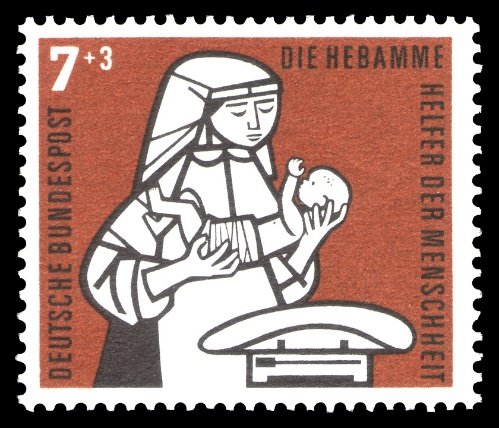 7+3
DIE HEBAMME
HELFER DER MENSCHHEIT
DEUTSCHE BUNDESPOST